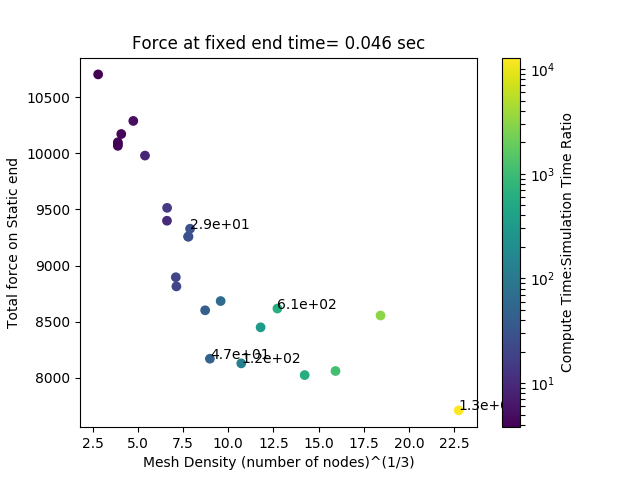 Force at fixed end time= 0.046 sec
Total force on Static end
10500
10000
9500
9000
8500
8000
2.9e+01
6.1e+02
4.7e+01
1.2e+02
2.5
5.0
7.5
10.0
12.5
15.0
17.5
20.0
22.5
Mesh Density (number of nodes)^(1/3)
10^4
10^3
10^2
10^1
Compute Time:Simulation Time Ratio